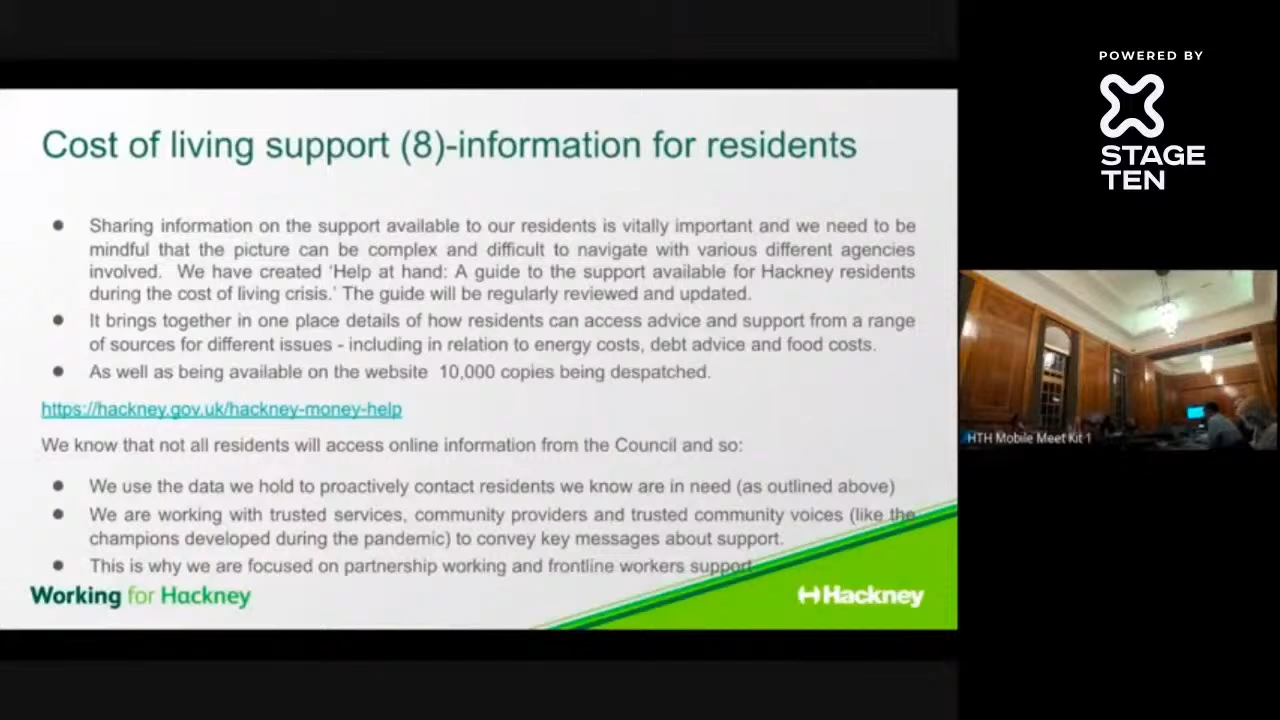 POWERED BY
STAGE
TEN
Cost of living support (8)-information for residents
● Sharing information on the support available to our residents is vitally important and we need to be
mindful that the picture can be complex and difficult to navigate with various different agencies
involved. We have created 'Help at hand: A guide to the support available for Hackney residents
during the cost of living crisis.' The guide will be regularly reviewed and updated.
● It brings together in one place details of how residents can access advice and support from a range
of sources for different issues - including in relation to energy costs, debt advice and food costs.
● As well as being available on the website 10,000 copies being despatched.
https://hackney.gov.uk/hackney-money-help
We know that not all residents will access online information from the Council and so:
● We use the data we hold to proactively contact residents we know are in need (as outlined above)
● We are working with trusted services, community providers and trusted community voices (like the
champions developed during the pandemic) to convey key messages about support.
● This is why we are focused on partnership working and frontline workers support
Working for Hackney
Hackney
HTH Mobile Meet Kit 1